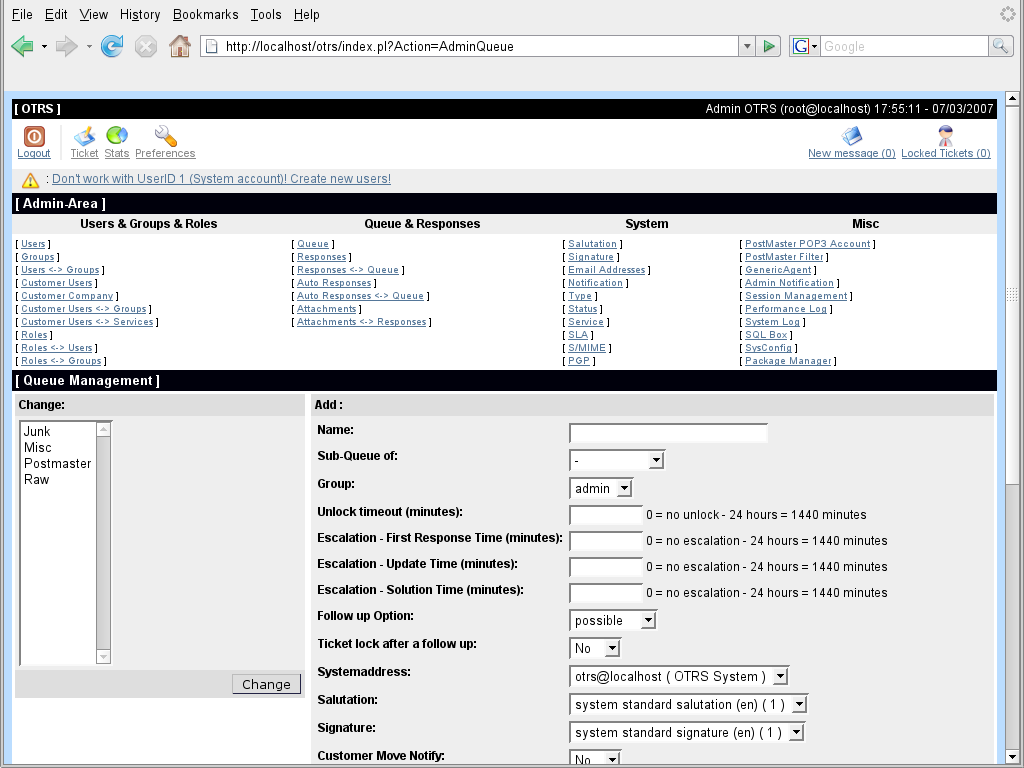 File Edit View History Bookmarks Tools Help
http://localhost/otrs/index.pl?Action=AdminQueue G Google
[ OTRS ] Admin OTRS (root@localhost) 17:55:11 - 07/03/2007
Logout Ticket Stats Preferences New message (0) Locked Tickets (0)
: Don't work with UserID 1 (System account)! Create new users!
[ Admin-Area ]
Users & Groups & Roles Queue & Responses System Misc
[ Users ] [ Queue ] [ Salutation ] [ PostMaster POP3 Account ]
[ Groups ] [ Responses ] [ Signature ] [ PostMaster Filter ]
[ Users <-> Groups ] [ Responses <-> Queue ] [ Email Addresses ] [ GenericAgent ]
[ Customer Users ] [ Auto Responses ] [ Notification ] [ Admin Notification ]
[ Customer Company ] [ Auto Responses <-> Queue ] [ Type ] [ Session Management ]
[ Customer Users <-> Groups ] [ Attachments ] [ Status ] [ Performance Log ]
[ Customer Users <-> Services ] [ Attachments <-> Responses ] [ Service ] [ System Log ]
[ Roles ] [ SLA ] [ SQL Box ]
[ Roles <-> Users ] [ S/MIME ] [ SysConfig ]
[ Roles <-> Groups ] [ PGP ] [ Package Manager ]
[ Queue Management ]
Change: Add :
Junk
Misc
Postmaster
Raw
Change
Name:
Sub-Queue of: -
Group: admin
Unlock timeout (minutes): 0 = no unlock - 24 hours = 1440 minutes
Escalation - First Response Time (minutes): 0 = no escalation - 24 hours = 1440 minutes
Escalation - Update Time (minutes): 0 = no escalation - 24 hours = 1440 minutes
Escalation - Solution Time (minutes): 0 = no escalation - 24 hours = 1440 minutes
Follow up Option: possible
Ticket lock after a follow up: No
Systemaddress: otrs@localhost ( OTRS System )
Salutation: system standard salutation (en) ( 1 )
Signature: system standard signature (en) ( 1 )
Customer Move Notify: No